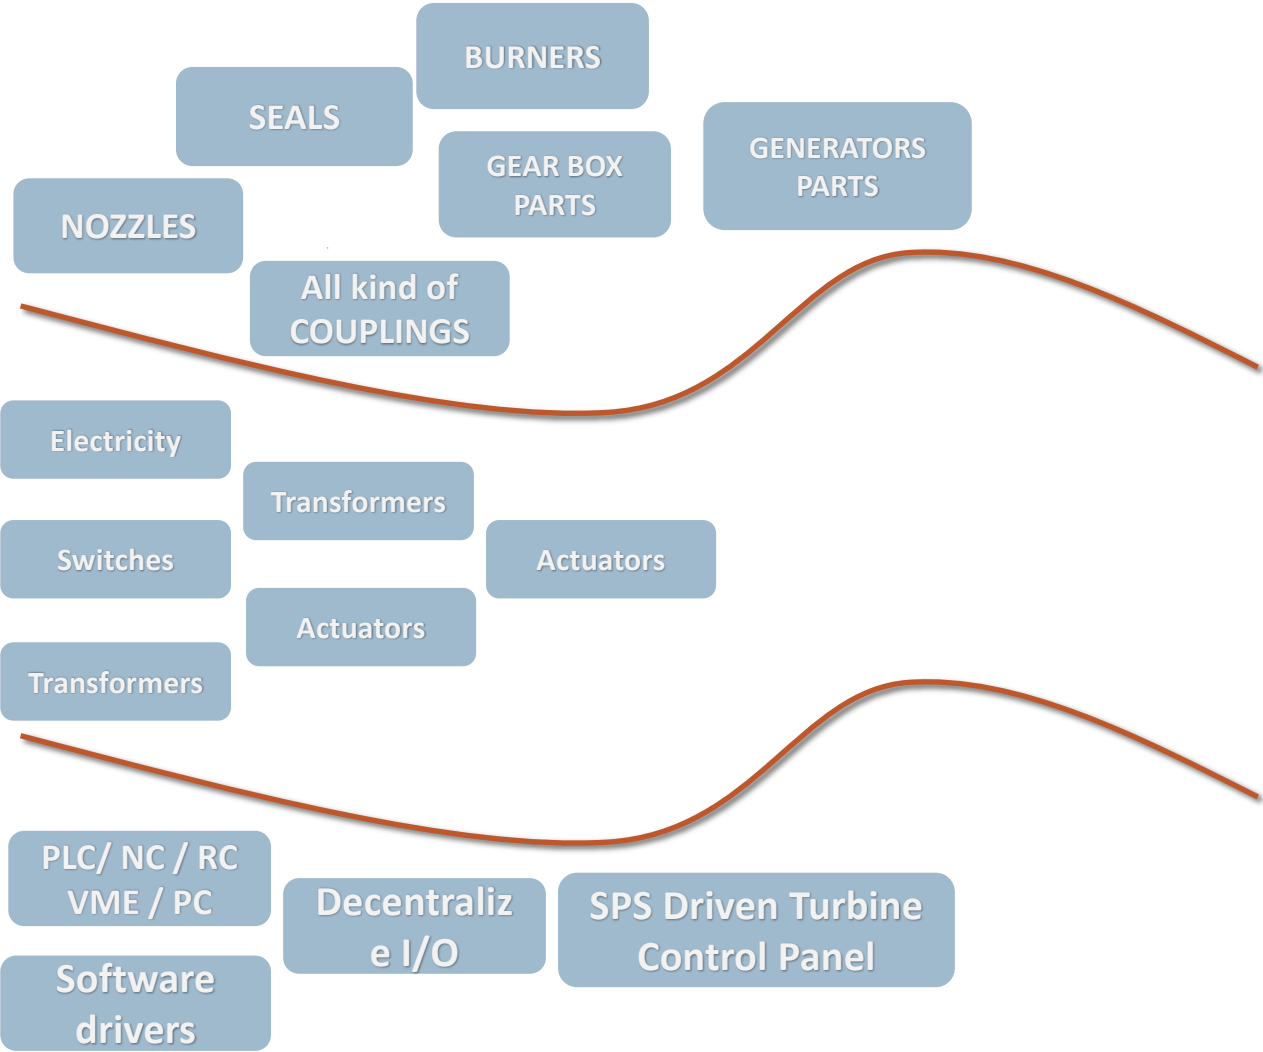 BURNERS
SEALS
GEAR BOX
PARTS
GENERATORS
PARTS
NOZZLES
All kind of
COUPLINGS
Electricity
Transformers
Switches
Actuators
Actuators
Transformers
PLC/ NC / RC
VME / PC
Decentraliz
e I/O
SPS Driven Turbine
Control Panel
Software
drivers